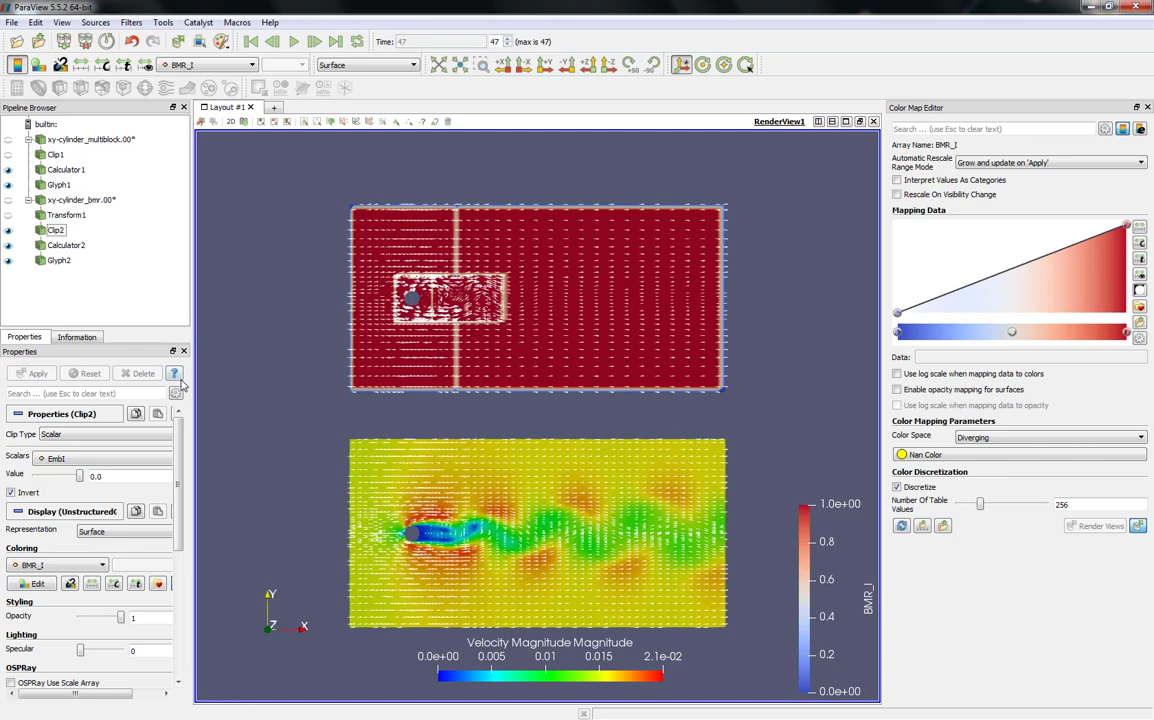 ParaView 5.5.2 64-bit
File Edit View Sources Filters Tools Catalyst Macros Help
Time: 47 47 (max is 47)
BMR_I Surface
Pipeline Browser
builtin:
xy-cylinder_multiblock.00*
Clip1
Calculator1
Glyph1
xy-cylinder_bmr.00*
Transform1
Clip2
Calculator2
Glyph2
Properties Information
Properties
Apply Reset Delete ?
Search ... (use Esc to clear text)
Properties (Clip2)
Clip Type Scalar
Scalars EmbI
Value 0.0
Invert
Display (UnstructuredG
Representation Surface
Coloring
BMR_I
Edit
Styling
Opacity 1
Lighting
Specular 0
OSPRay
OSPRay Use Scale Array
Layout #1
2D
RenderView1
Y
Z X
Velocity Magnitude Magnitude
0.0e+00 0.005 0.01 0.015 2.1e-02
1.0e+00
0.8
0.6
0.4
0.2
0.0e+00
BMR_I
Color Map Editor
Search ... (use Esc to clear text)
Array Name: BMR_I
Automatic Rescale Range Mode Grow and update on 'Apply'
Interpret Values As Categories
Rescale On Visibility Change
Mapping Data
Data:
Use log scale when mapping data to colors
Enable opacity mapping for surfaces
Use log scale when mapping data to opacity
Color Mapping Parameters
Color Space Diverging
Nan Color
Color Discretization
Discretize
Number Of Table Values 256
Render Views